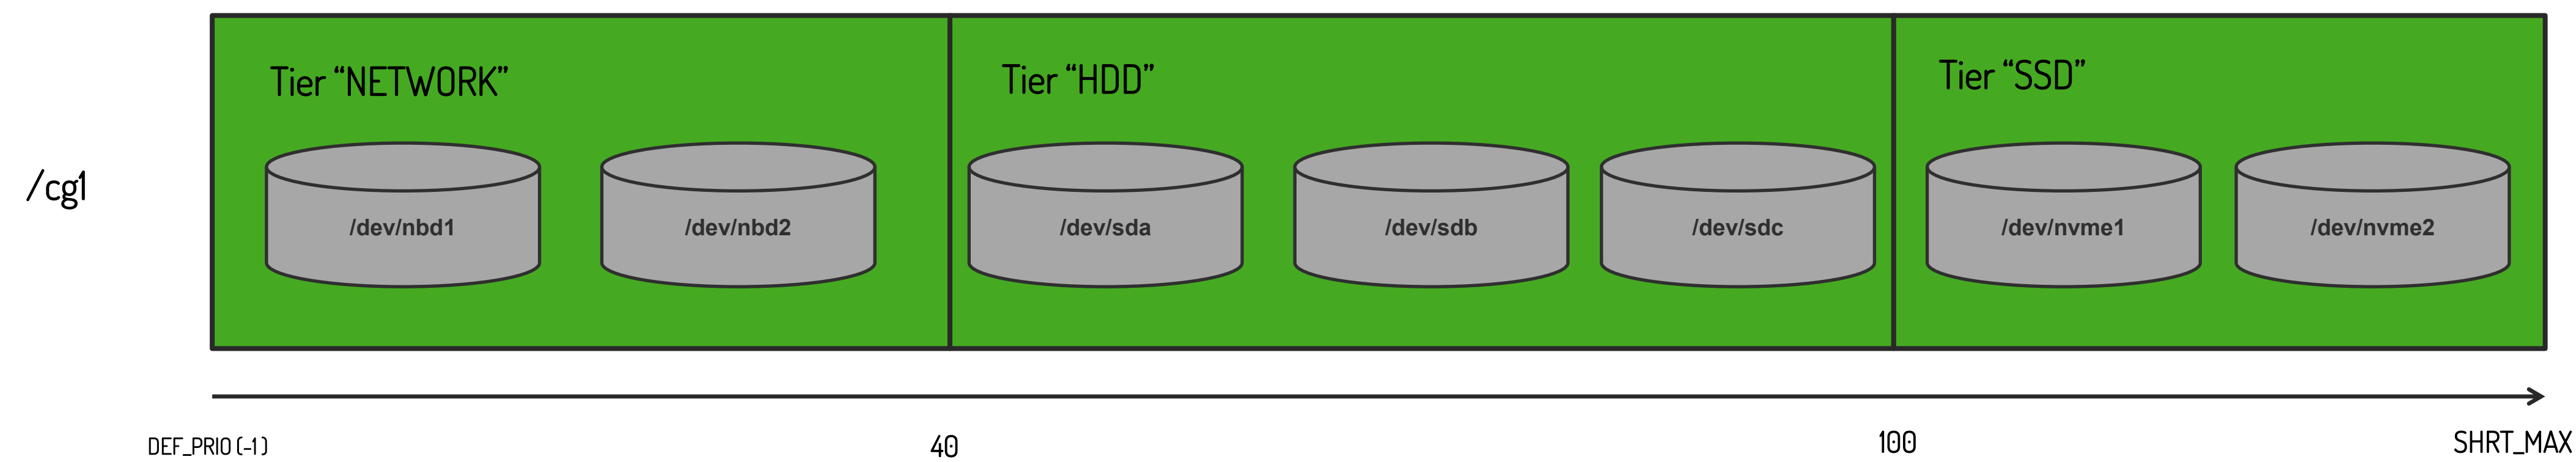 Tier “NETWORK”
Tier “HDD”
Tier “SSD”
/cg1
/dev/nbd1
/dev/nbd2
/dev/sda
/dev/sdb
/dev/sdc
/dev/nvme1
/dev/nvme2
DEF_PRIO (-1)
40
100
SHRT_MAX